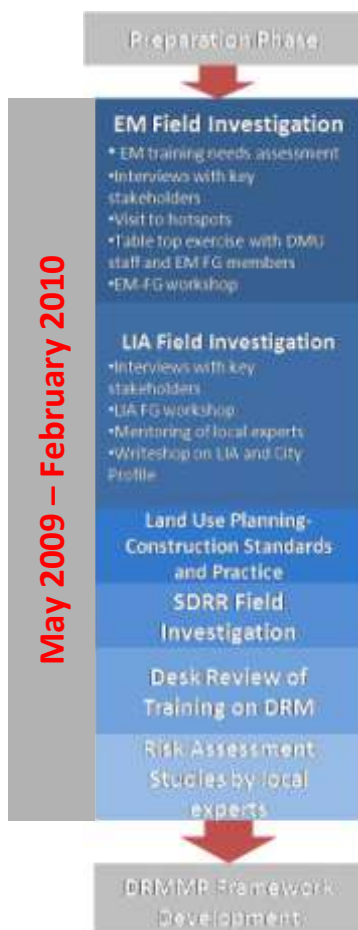 Preparation Phase
May 2009 – February 2010
EM Field Investigation
• EM training needs assessment
•Interviews with key
stakeholders
•Visit to hotspots
•Table top exercise with DMU
staff and EM FG members
•EM-FG workshop
LIA Field Investigation
•Interviews with key
stakeholders
•LIA FG workshop
•Mentoring of local experts
•Writeshop on LIA and City
Profile
Land Use Planning-
Construction Standards
and Practice
SDRR Field
Investigation
Desk Review of
Training on DRM
Risk Assessment
Studies by local
experts
DRMMP Framework
Development